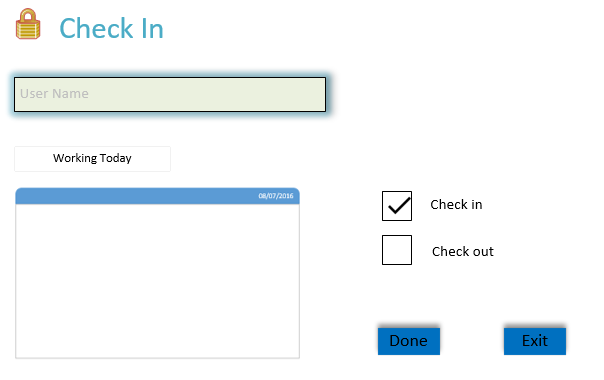 Check In
User Name
Working Today
08/07/2016
Check in
Check out
Done
Exit